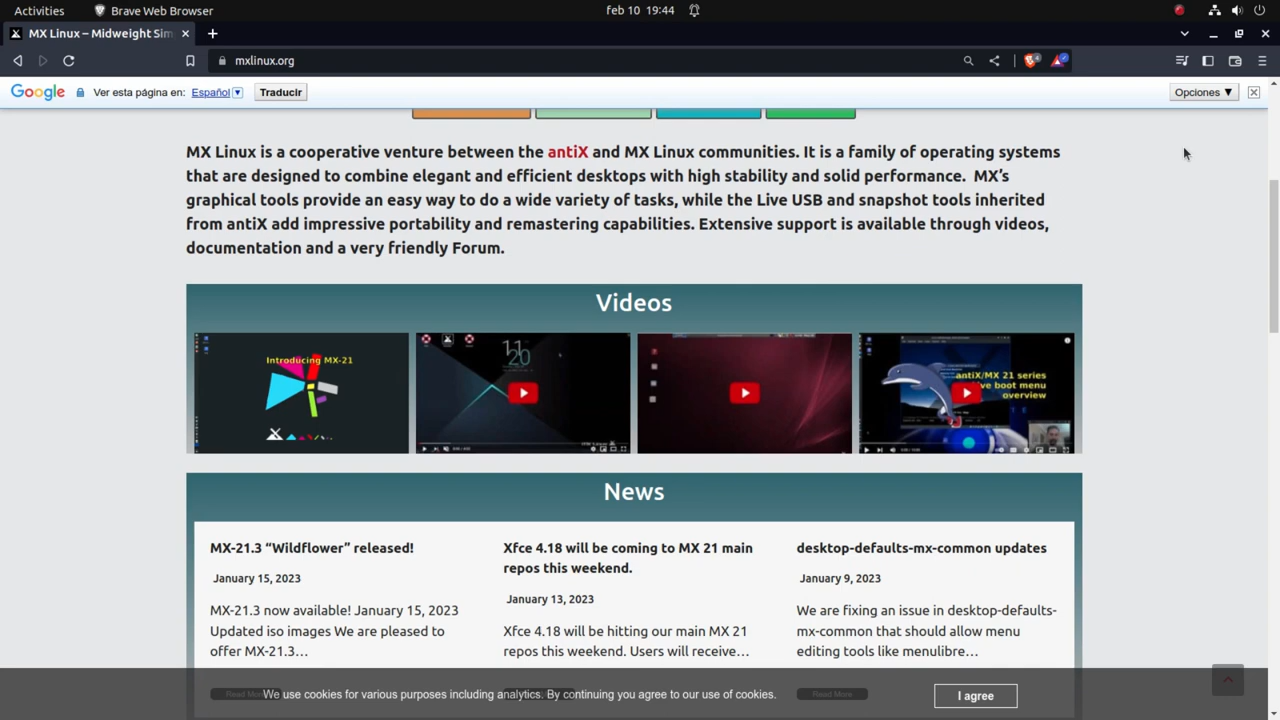 Activities
Brave Web Browser
feb 10 19:44
MX Linux – Midweight Sim
mxlinux.org
4
Google
Ver esta página en: Español
Traducir
Opciones
MX Linux is a cooperative venture between the antiX and MX Linux communities. It is a family of operating systems
that are designed to combine elegant and efficient desktops with high stability and solid performance. MX’s
graphical tools provide an easy way to do a wide variety of tasks, while the Live USB and snapshot tools inherited
from antiX add impressive portability and remastering capabilities. Extensive support is available through videos,
documentation and a very friendly Forum.
Videos
Introducing MX-21
11
20
antiX/MX 21 series
live boot menu
overview
News
MX-21.3 “Wildflower” released!
January 15, 2023
MX-21.3 now available! January 15, 2023
Updated iso images We are pleased to
offer MX-21.3…
Xfce 4.18 will be coming to MX 21 main
repos this weekend.
January 13, 2023
Xfce 4.18 will be hitting our main MX 21
repos this weekend. Users will receive…
desktop-defaults-mx-common updates
January 9, 2023
We are fixing an issue in desktop-defaults-
mx-common that should allow menu
editing tools like menulibre…
Read More
We use cookies for various purposes including analytics. By continuing you agree to our use of cookies.
Read More
I agree